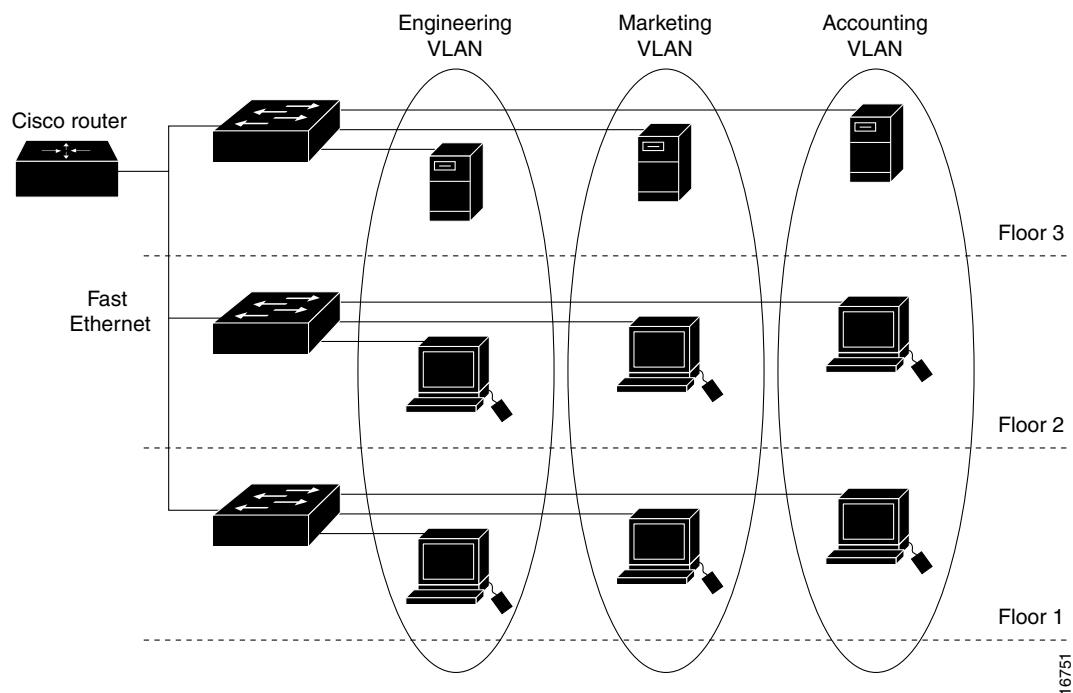 Engineering
VLAN
Marketing
VLAN
Accounting
VLAN
Cisco router
Floor 3
Fast
Ethernet
Floor 2
Floor 1
16751